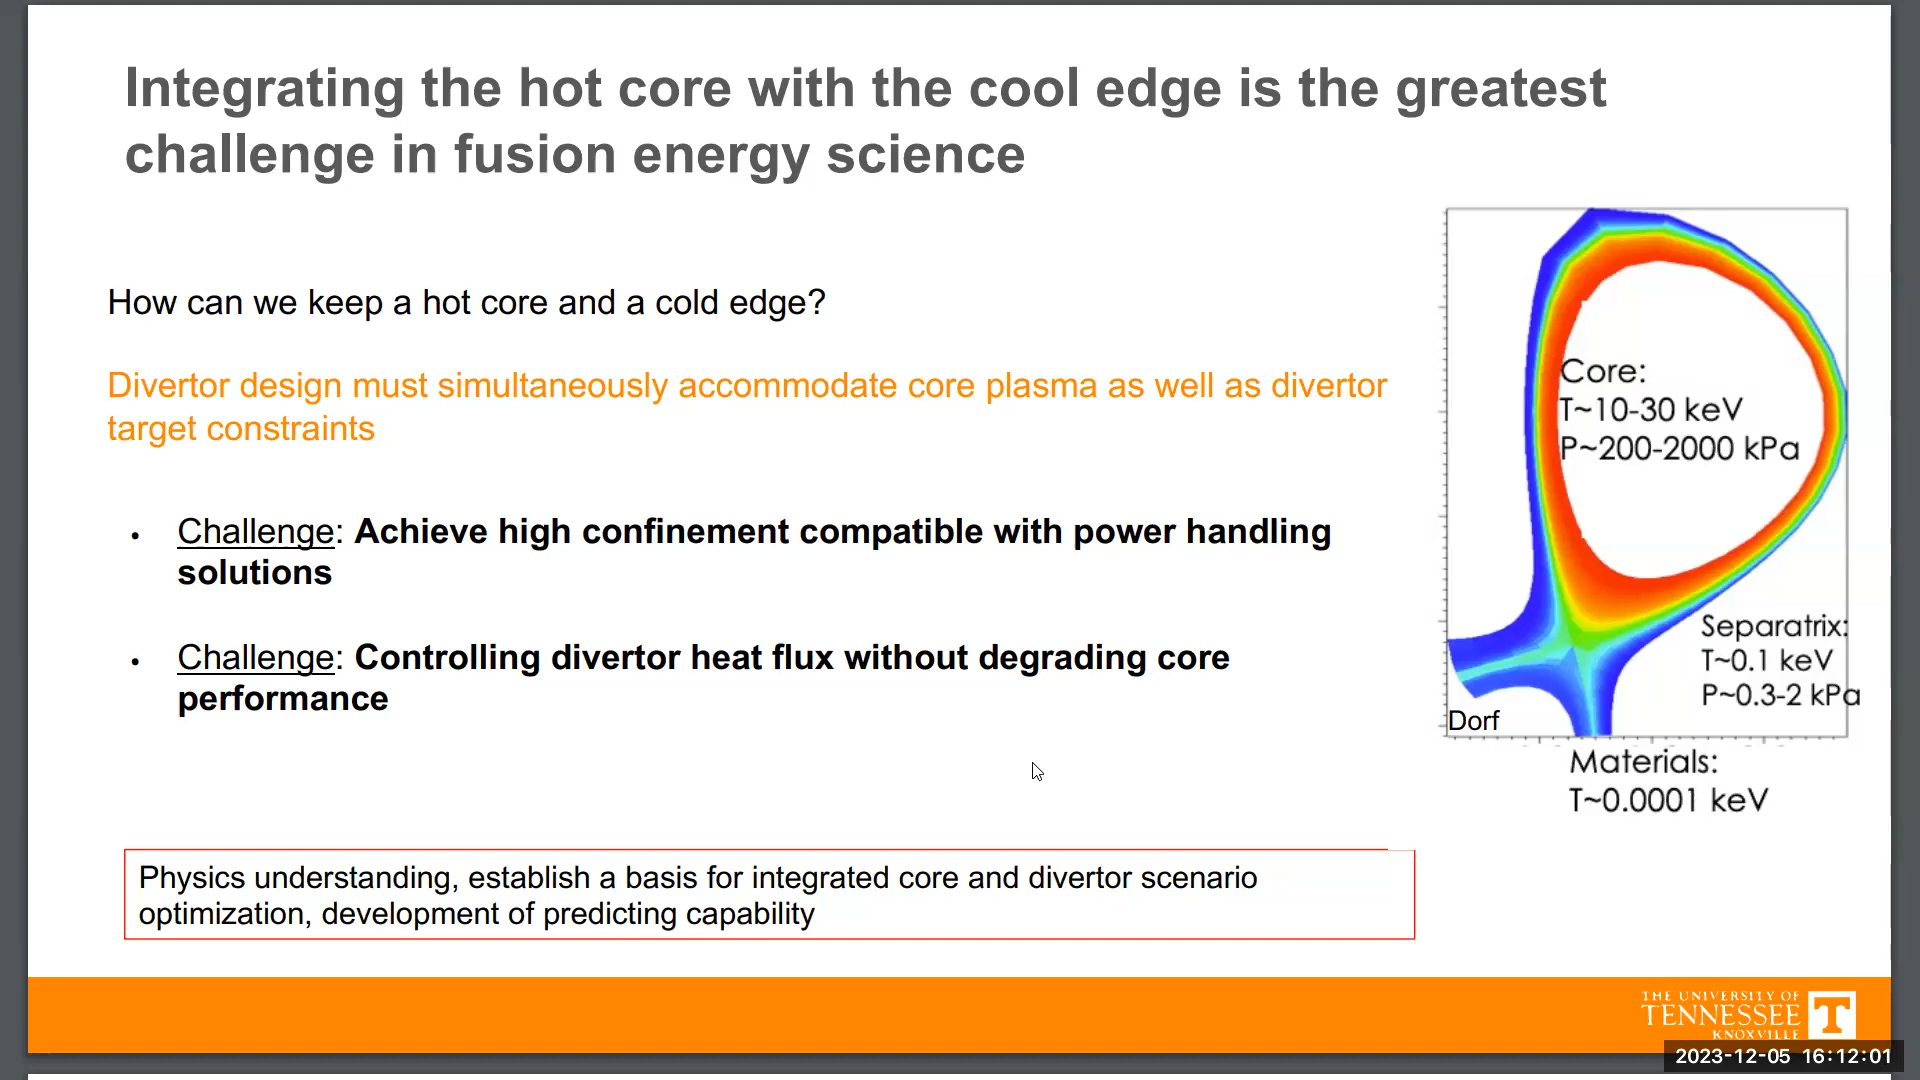 Integrating the hot core with the cool edge is the greatest
challenge in fusion energy science
How can we keep a hot core and a cold edge?
Divertor design must simultaneously accommodate core plasma as well as divertor
target constraints
• Challenge: Achieve high confinement compatible with power handling
solutions
• Challenge: Controlling divertor heat flux without degrading core
performance
Core:
T~10-30 keV
P~200-2000 kPa
Separatrix:
T~0.1 keV
P~0.3-2 kPa
Dorf
Materials:
T~0.0001 keV
Physics understanding, establish a basis for integrated core and divertor scenario
optimization, development of predicting capability
THE UNIVERSITY OF
TENNESSEE
KNOXVILLE
T
2023-12-05 16:12:01